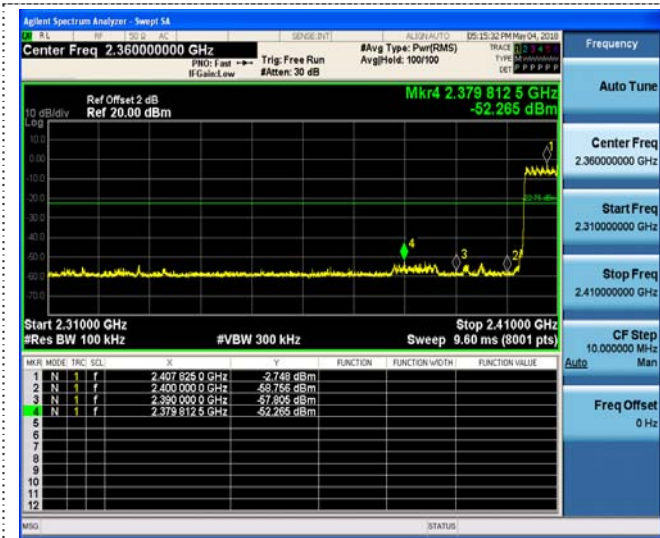 Agilent Spectrum Analyzer - Swept SA
RL RF 50 Ω AC SENSE:INT ALIGNAUTO 05:15:32 PM May 04, 2018
Center Freq 2.360000000 GHz
PNO: Fast Trig: Free Run #Avg Type: Pwr(RMS) TRACE 1 2 3 4 5 6
IFGain:Low #Atten: 30 dB Avg|Hold: 100/100 TYPE M
DET P P P P P P
Ref Offset 2 dB
10 dB/div Ref 20.00 dBm
Log
Mkr4 2.379 812 5 GHz
-52.265 dBm
10.0
0.00
-10.0
-20.0
-30.0
-40.0
-50.0
-60.0
-70.0
1
4
3
2
Start 2.31000 GHz Stop 2.41000 GHz
#Res BW 100 kHz #VBW 300 kHz Sweep 9.60 ms (8001 pts)
MKR MODE TRC SCL X Y FUNCTION FUNCTION WIDTH FUNCTION VALUE
1 N 1 f 2.407 825 0 GHz -2.748 dBm
2 N 1 f 2.400 000 0 GHz -58.756 dBm
3 N 1 f 2.390 000 0 GHz -57.805 dBm
4 N 1 f 2.379 812 5 GHz -52.265 dBm
5
6
7
8
9
10
11
12
MSG STATUS
Frequency
Auto Tune
Center Freq
2.360000000 GHz
Start Freq
2.310000000 GHz
Stop Freq
2.410000000 GHz
CF Step
10.000000 MHz
Auto Man
Freq Offset
0 Hz